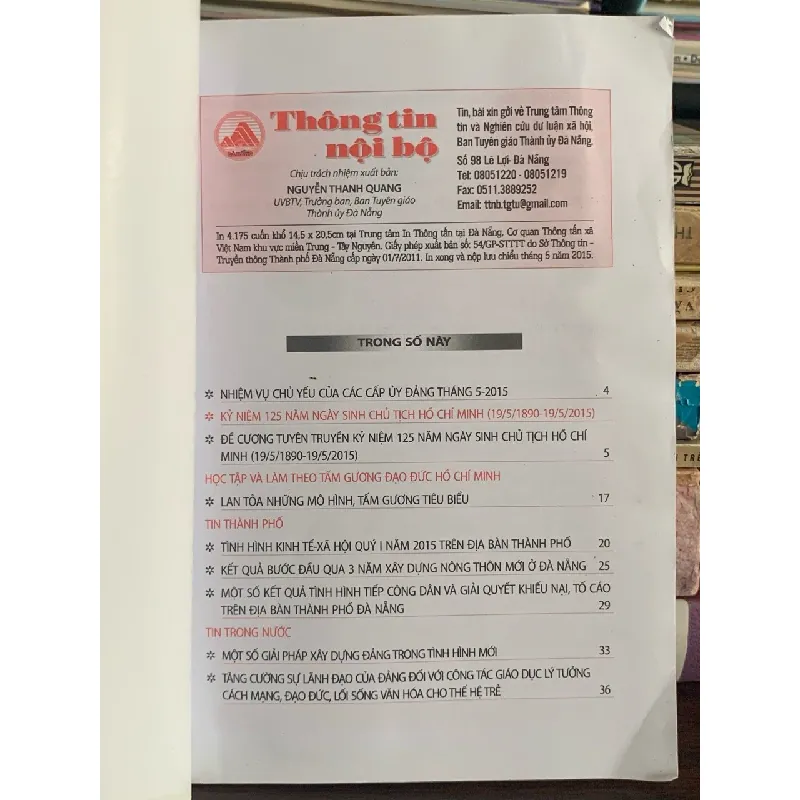 Thông tin
nội bộ
Chịu trách nhiệm xuất bản:
NGUYỄN THANH QUANG
UVBTV, Trưởng ban, Ban Tuyên giáo
Thành ủy Đà Nẵng
Tin, bài xin gởi về Trung tâm Thông
tin và Nghiên cứu dư luận xã hội,
Ban Tuyên giáo Thành ủy Đà Nẵng.
Số 98 Lê Lợi- Đà Nẵng
Tel: 08051220 - 08051219
Fax: 0511.3889252
Email: ttnb.tgtu@gmail.com
In 4.175 cuốn khổ 14,5 x 20,5cm tại Trung tâm In Thông tấn tại Đà Nẵng, Cơ quan Thông tấn xã
Việt Nam khu vực miền Trung - Tây Nguyên. Giấy phép xuất bản số: 54/GP-STTTT do Sở Thông tin –
Truyền thông Thành phố Đà Nẵng cấp ngày 01/7/2011. In xong và nộp lưu chiểu tháng 5 năm 2015.
TRONG SỐ NÀY
✲ NHIỆM VỤ CHỦ YẾU CỦA CÁC CẤP ỦY ĐẢNG THÁNG 5-2015 4
✲ KỶ NIỆM 125 NĂM NGÀY SINH CHỦ TỊCH HỒ CHÍ MINH (19/5/1890-19/5/2015)
✲ ĐỀ CƯƠNG TUYÊN TRUYỀN KỶ NIỆM 125 NĂM NGÀY SINH CHỦ TỊCH HỒ CHÍ
MINH (19/5/1890-19/5/2015) 5
HỌC TẬP VÀ LÀM THEO TẤM GƯƠNG ĐẠO ĐỨC HỒ CHÍ MINH
✲ LAN TỎA NHỮNG MÔ HÌNH, TẤM GƯƠNG TIÊU BIỂU 17
TIN THÀNH PHỐ
✲ TÌNH HÌNH KINH TẾ-XÃ HỘI QUÝ I NĂM 2015 TRÊN ĐỊA BÀN THÀNH PHỐ 20
✲ KẾT QUẢ BƯỚC ĐẦU QUA 3 NĂM XÂY DỰNG NÔNG THÔN MỚI Ở ĐÀ NẴNG 25
✲ MỘT SỐ KẾT QUẢ TÌNH HÌNH TIẾP CÔNG DÂN VÀ GIẢI QUYẾT KHIẾU NẠI, TỐ CÁO
TRÊN ĐỊA BÀN THÀNH PHỐ ĐÀ NẴNG 29
TIN TRONG NƯỚC
✲ MỘT SỐ GIẢI PHÁP XÂY DỰNG ĐẢNG TRONG TÌNH HÌNH MỚI 33
✲ TĂNG CƯỜNG SỰ LÃNH ĐẠO CỦA ĐẢNG ĐỐI VỚI CÔNG TÁC GIÁO DỤC LÝ TƯỞNG
CÁCH MẠNG, ĐẠO ĐỨC, LỐI SỐNG VĂN HÓA CHO THẾ HỆ TRẺ 36